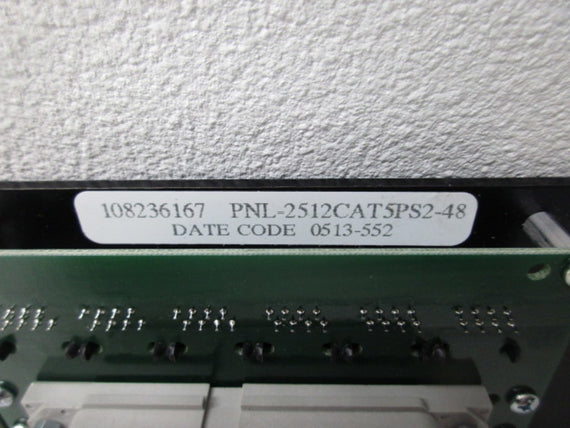 108236167 PNL-2512CAT5PS2-48
DATE CODE 0513-552